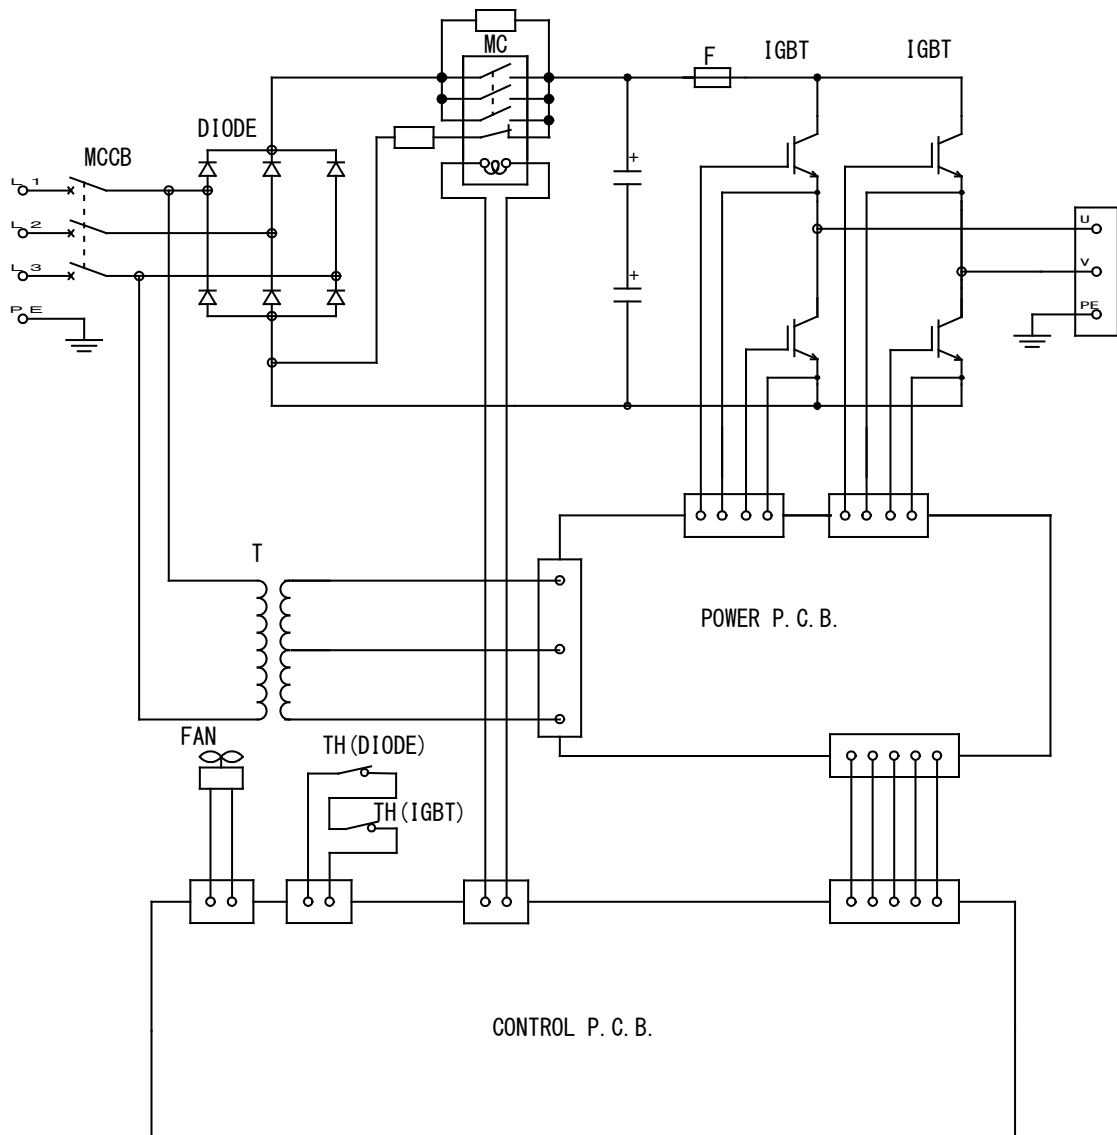 MC
F
IGBT
IGBT
DIODE
MCCB
L1
L2
L3
PE
+
+
U
V
PE
T
POWER P.C.B.
FAN
TH(DIODE)
TH(IGBT)
CONTROL P.C.B.